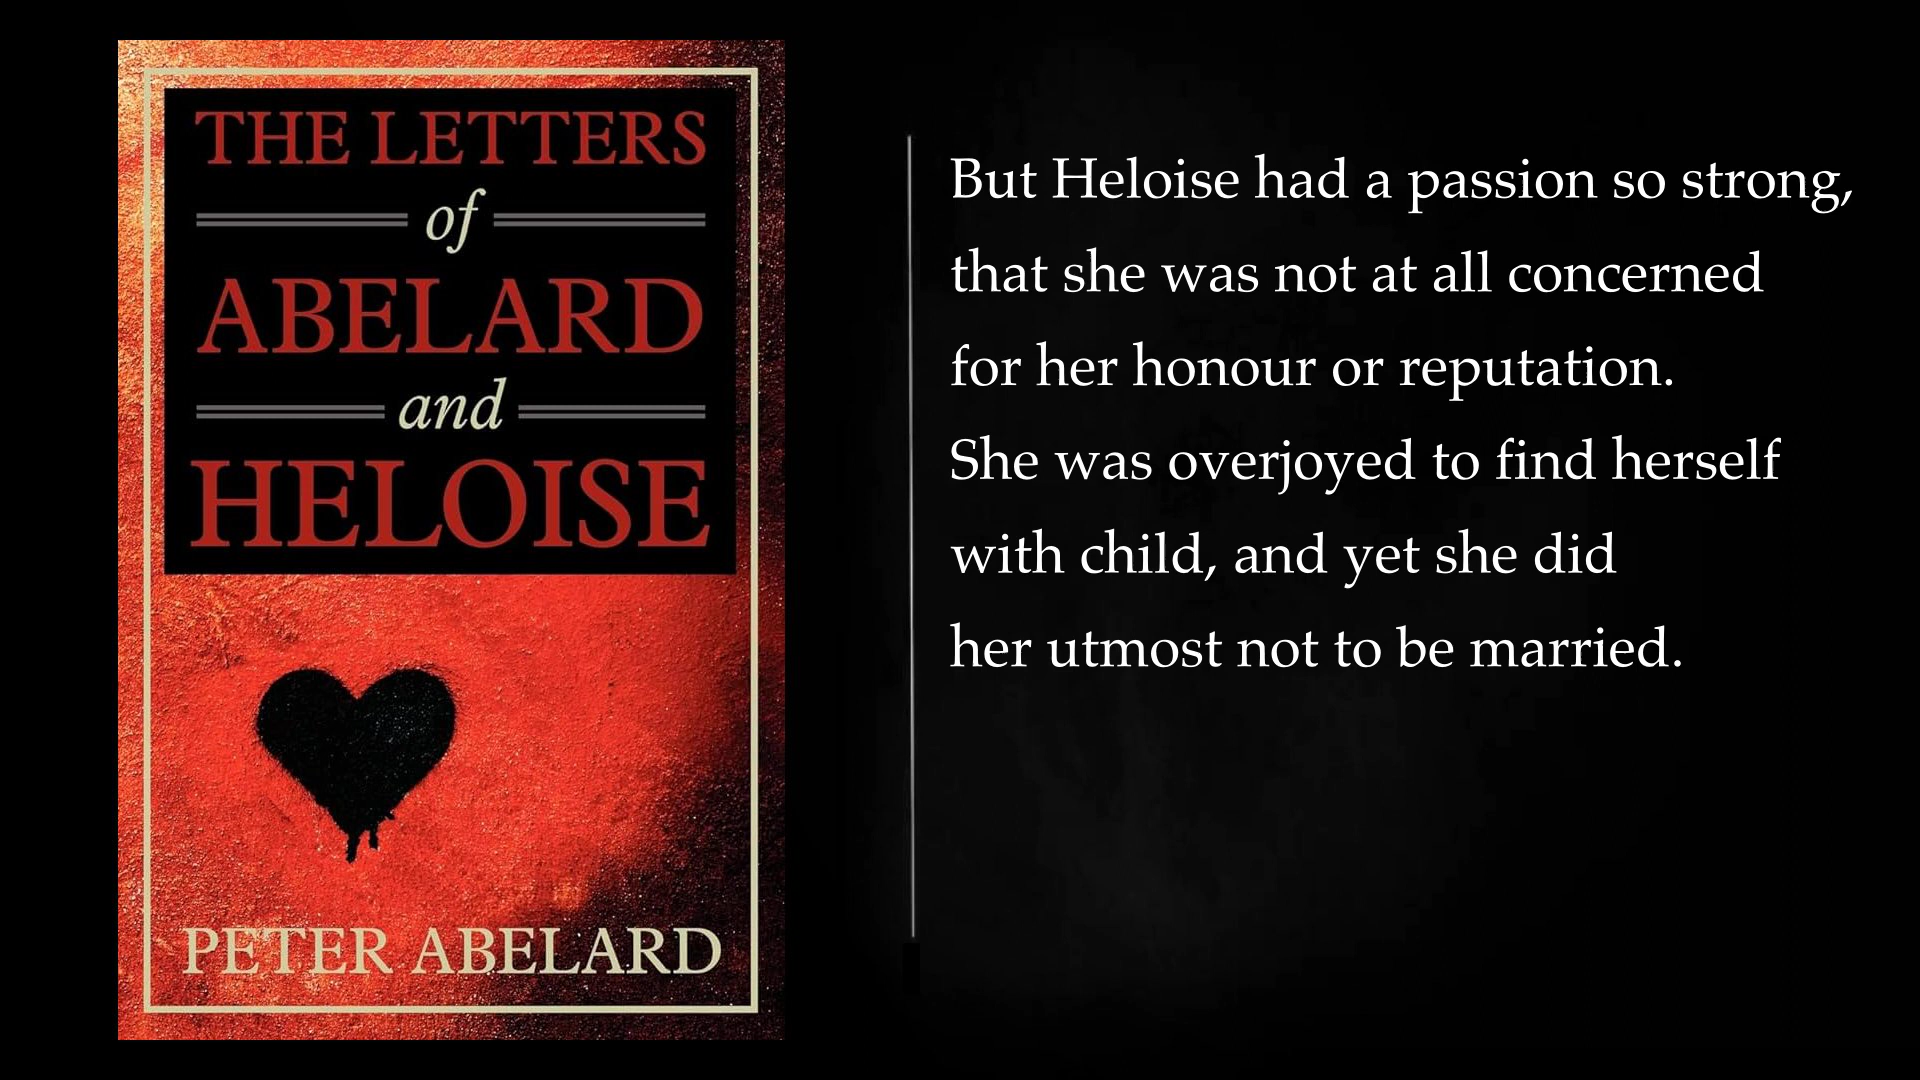 THE LETTERS
of
ABELARD
and
HELOISE
PETER ABELARD
But Heloise had a passion so strong,
that she was not at all concerned
for her honour or reputation.
She was overjoyed to find herself
with child, and yet she did
her utmost not to be married.